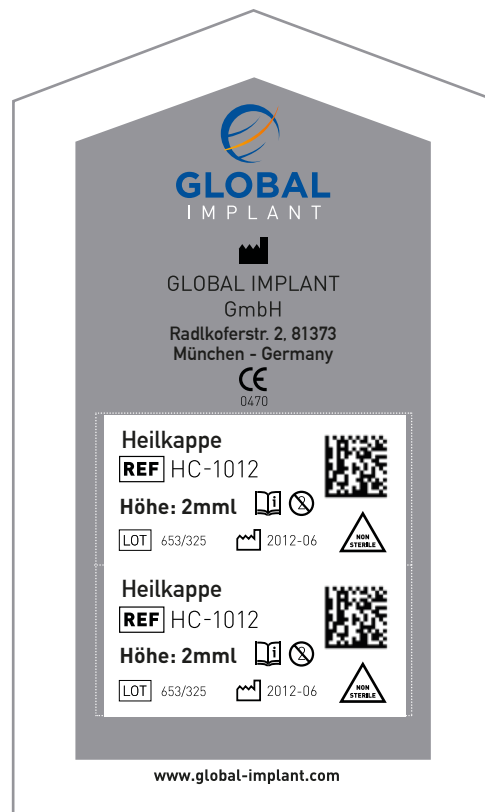 GLOBAL
IMPLANT
GLOBAL IMPLANT
GmbH
Radlkoferstr. 2, 81373
München - Germany
CE
0470
Heilkappe
REF HC-1012
Höhe: 2mml i 2
LOT 653/325 2012-06 NON
STERILE
Heilkappe
REF HC-1012
Höhe: 2mml i 2
LOT 653/325 2012-06 NON
STERILE
www.global-implant.com